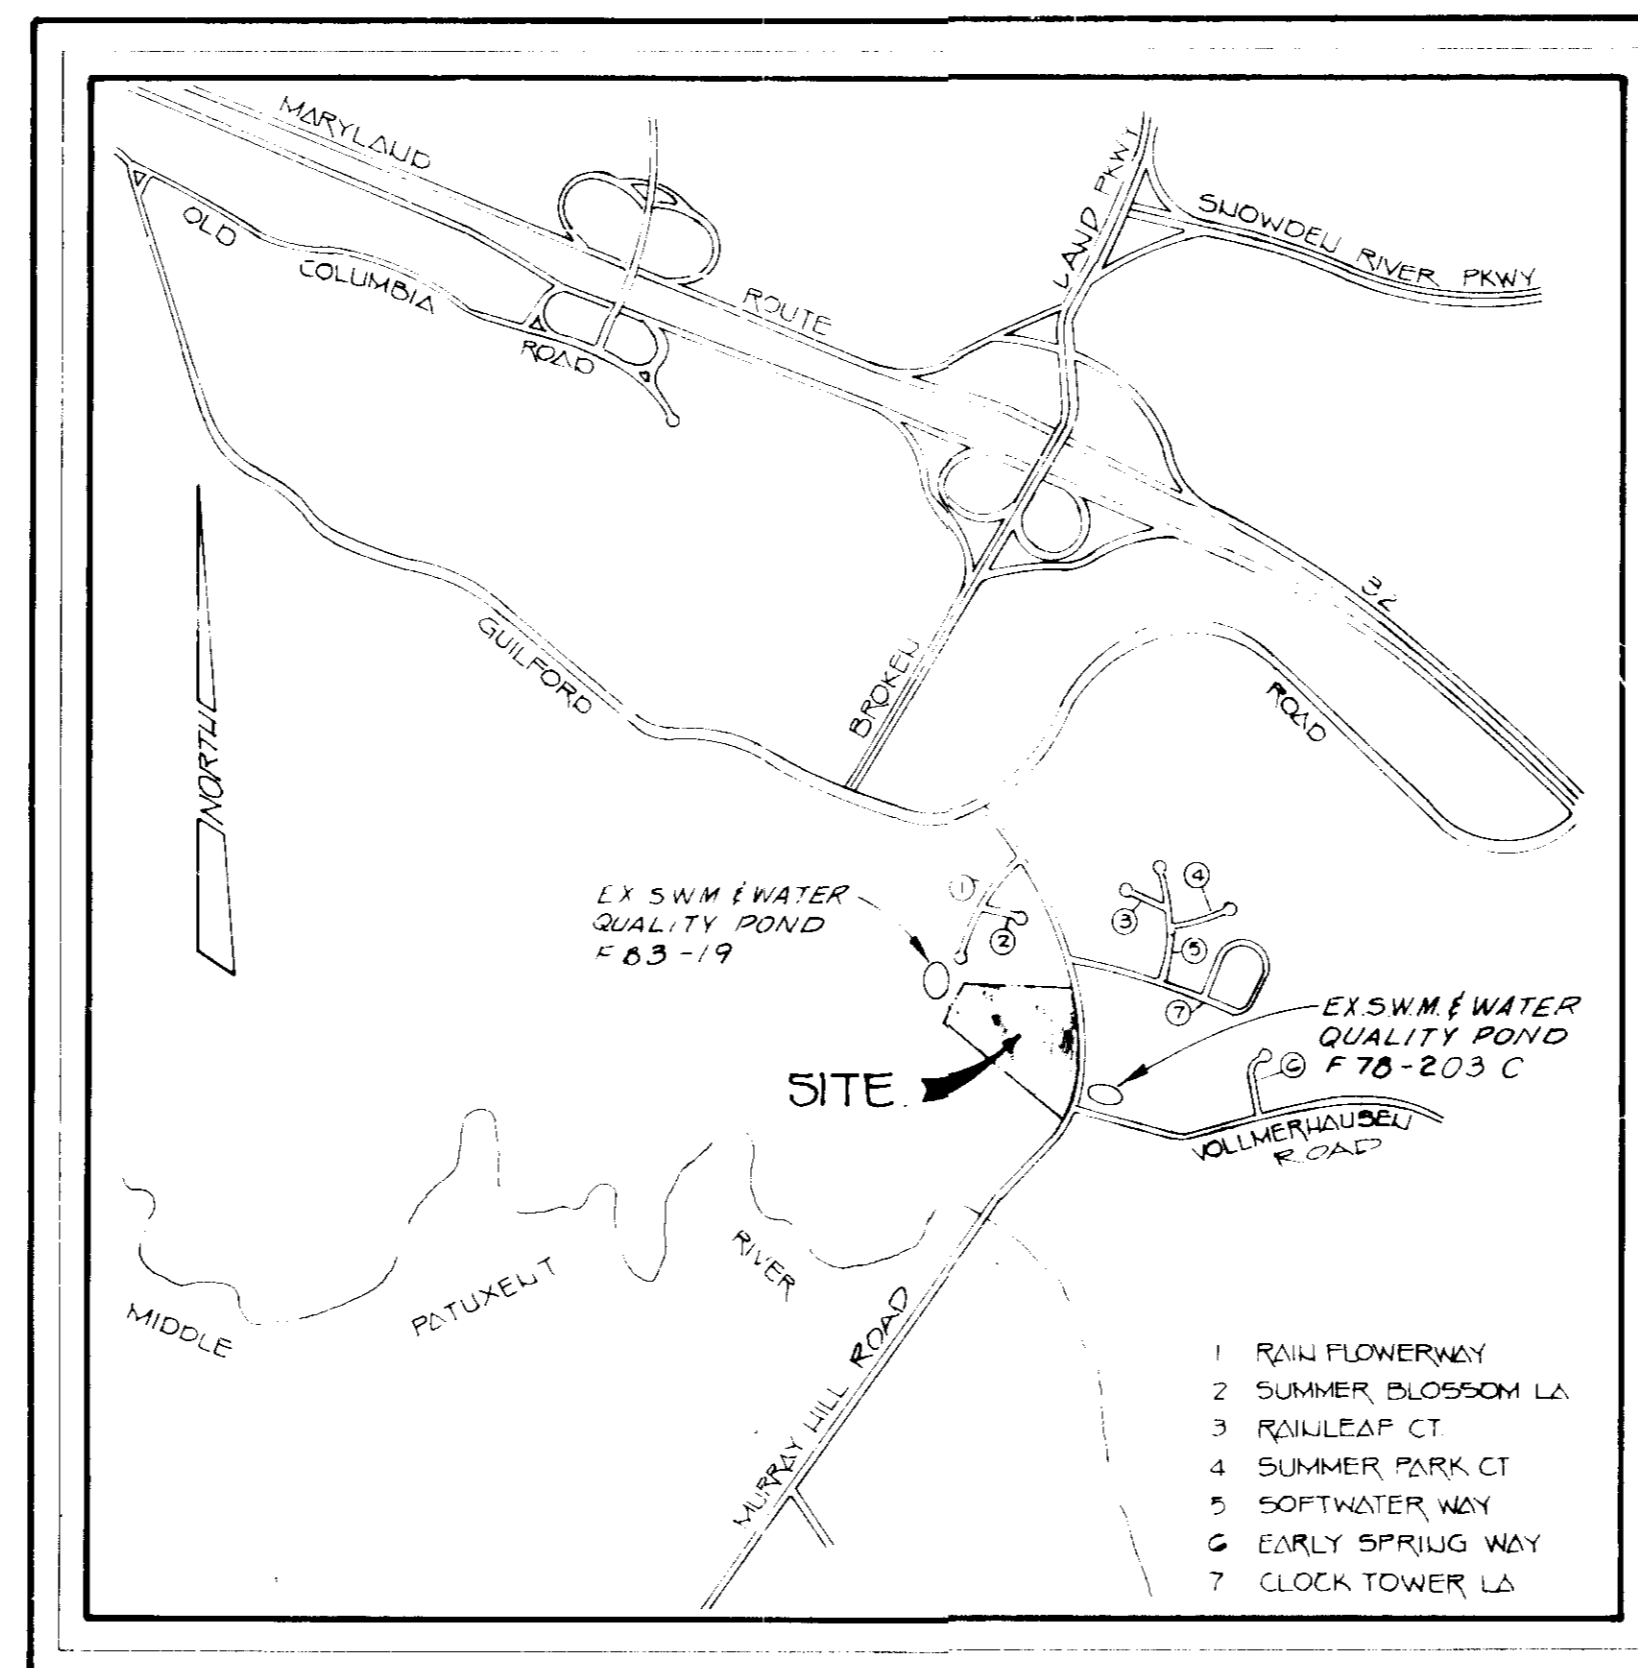 MARYLAND
ROUTE
32
OLD
COLUMBIA
ROAD
LAND PKWY
SNOWDEN RIVER PKWY
GUILFORD
ROAD
BROKEN
NORTH
EX SWM & WATER
QUALITY POND
F 83-19
1
2
3
4
5
7
6
EX. S.W.M. & WATER
QUALITY POND
F 78-203 C
SITE
VOLLMERHAUSEN
ROAD
MIDDLE
PATUXENT
RIVER
MURRAY HILL ROAD
1 RAIN FLOWERWAY
2 SUMMER BLOSSOM LA
3 RAINLEAF CT.
4 SUMMER PARK CT
5 SOFTWATER WAY
6 EARLY SPRING WAY
7 CLOCK TOWER LA